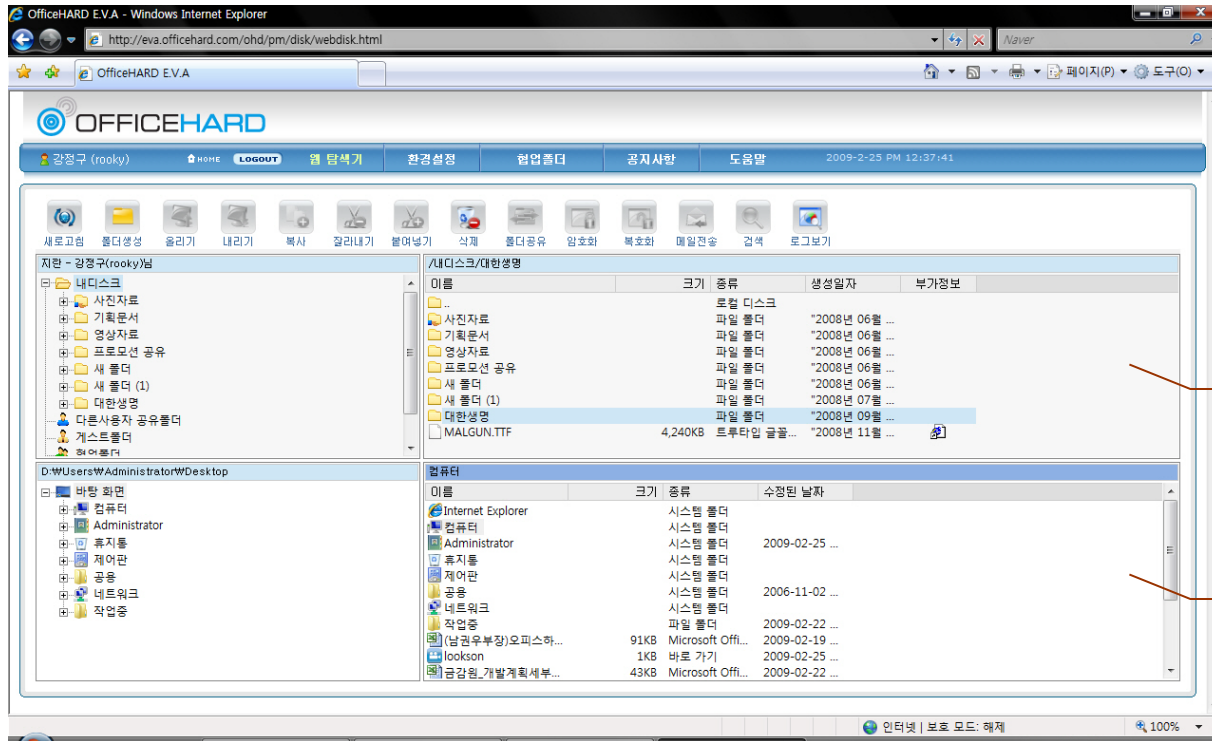 OfficeHARD E.V.A - Windows Internet Explorer
http://eva.officehard.com/ohd/pm/disk/webdisk.html
Naver
OfficeHARD E.V.A
페이지(P)
도구(O)
OFFICEHARD
강정구 (rooky) HOME LOGOUT 웹 탐색기 환경설정 협업폴더 공지사항 도움말 2009-2-25 PM 12:37:41
새로고침 폴더생성 올리기 내리기 복사 잘라내기 붙여넣기 삭제 폴더공유 암호화 복호화 메일전송 검색 로그보기
지란 - 강정구(rooky)님
내디스크
사진자료
기획문서
영상자료
프로모션 공유
새 폴더
새 폴더 (1)
대한생명
다른사용자 공유폴더
게스트폴더
협업폴더
/내디스크/대한생명
이름 크기 종류 생성일자 부가정보
.. 로컬 디스크
사진자료 파일 폴더 "2008년 06월 ...
기획문서 파일 폴더 "2008년 06월 ...
영상자료 파일 폴더 "2008년 06월 ...
프로모션 공유 파일 폴더 "2008년 06월 ...
새 폴더 파일 폴더 "2008년 06월 ...
새 폴더 (1) 파일 폴더 "2008년 07월 ...
대한생명 파일 폴더 "2008년 09월 ...
MALGUN.TTF 4,240KB 트루타입 글꼴... "2008년 11월 ...
D:₩Users₩Administrator₩Desktop
바탕 화면
컴퓨터
Administrator
휴지통
제어판
공용
네트워크
작업중
컴퓨터
이름 크기 종류 수정된 날짜
Internet Explorer 시스템 폴더
컴퓨터 시스템 폴더
Administrator 시스템 폴더 2009-02-25 ...
휴지통 시스템 폴더
제어판 시스템 폴더
공용 시스템 폴더 2006-11-02 ...
네트워크 시스템 폴더
작업중 파일 폴더 2009-02-22 ...
(남권우부장)오피스하... 91KB Microsoft Offi... 2009-02-19 ...
lookson 1KB 바로 가기 2009-02-25 ...
금감원_개발계획세부... 43KB Microsoft Offi... 2009-02-22 ...
인터넷 | 보호 모드: 해제
100%